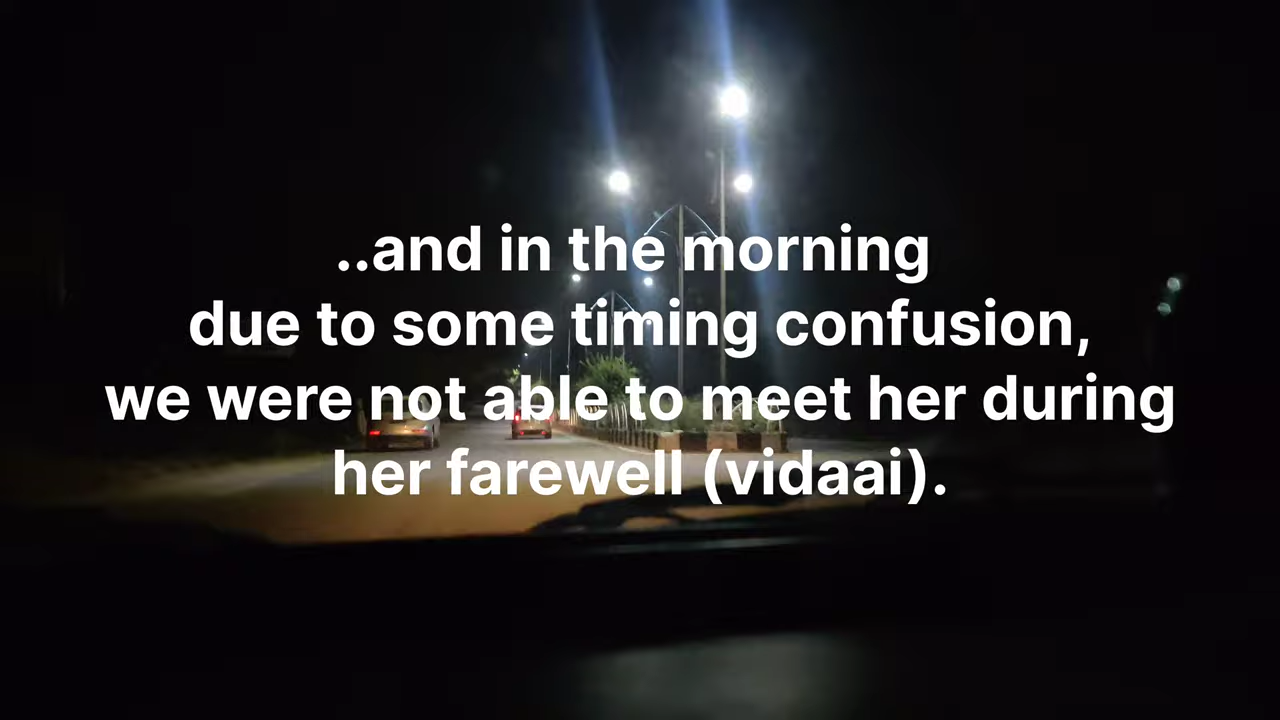 ..and in the morning
due to some timing confusion,
we were not able to meet her during
her farewell (vidaai).